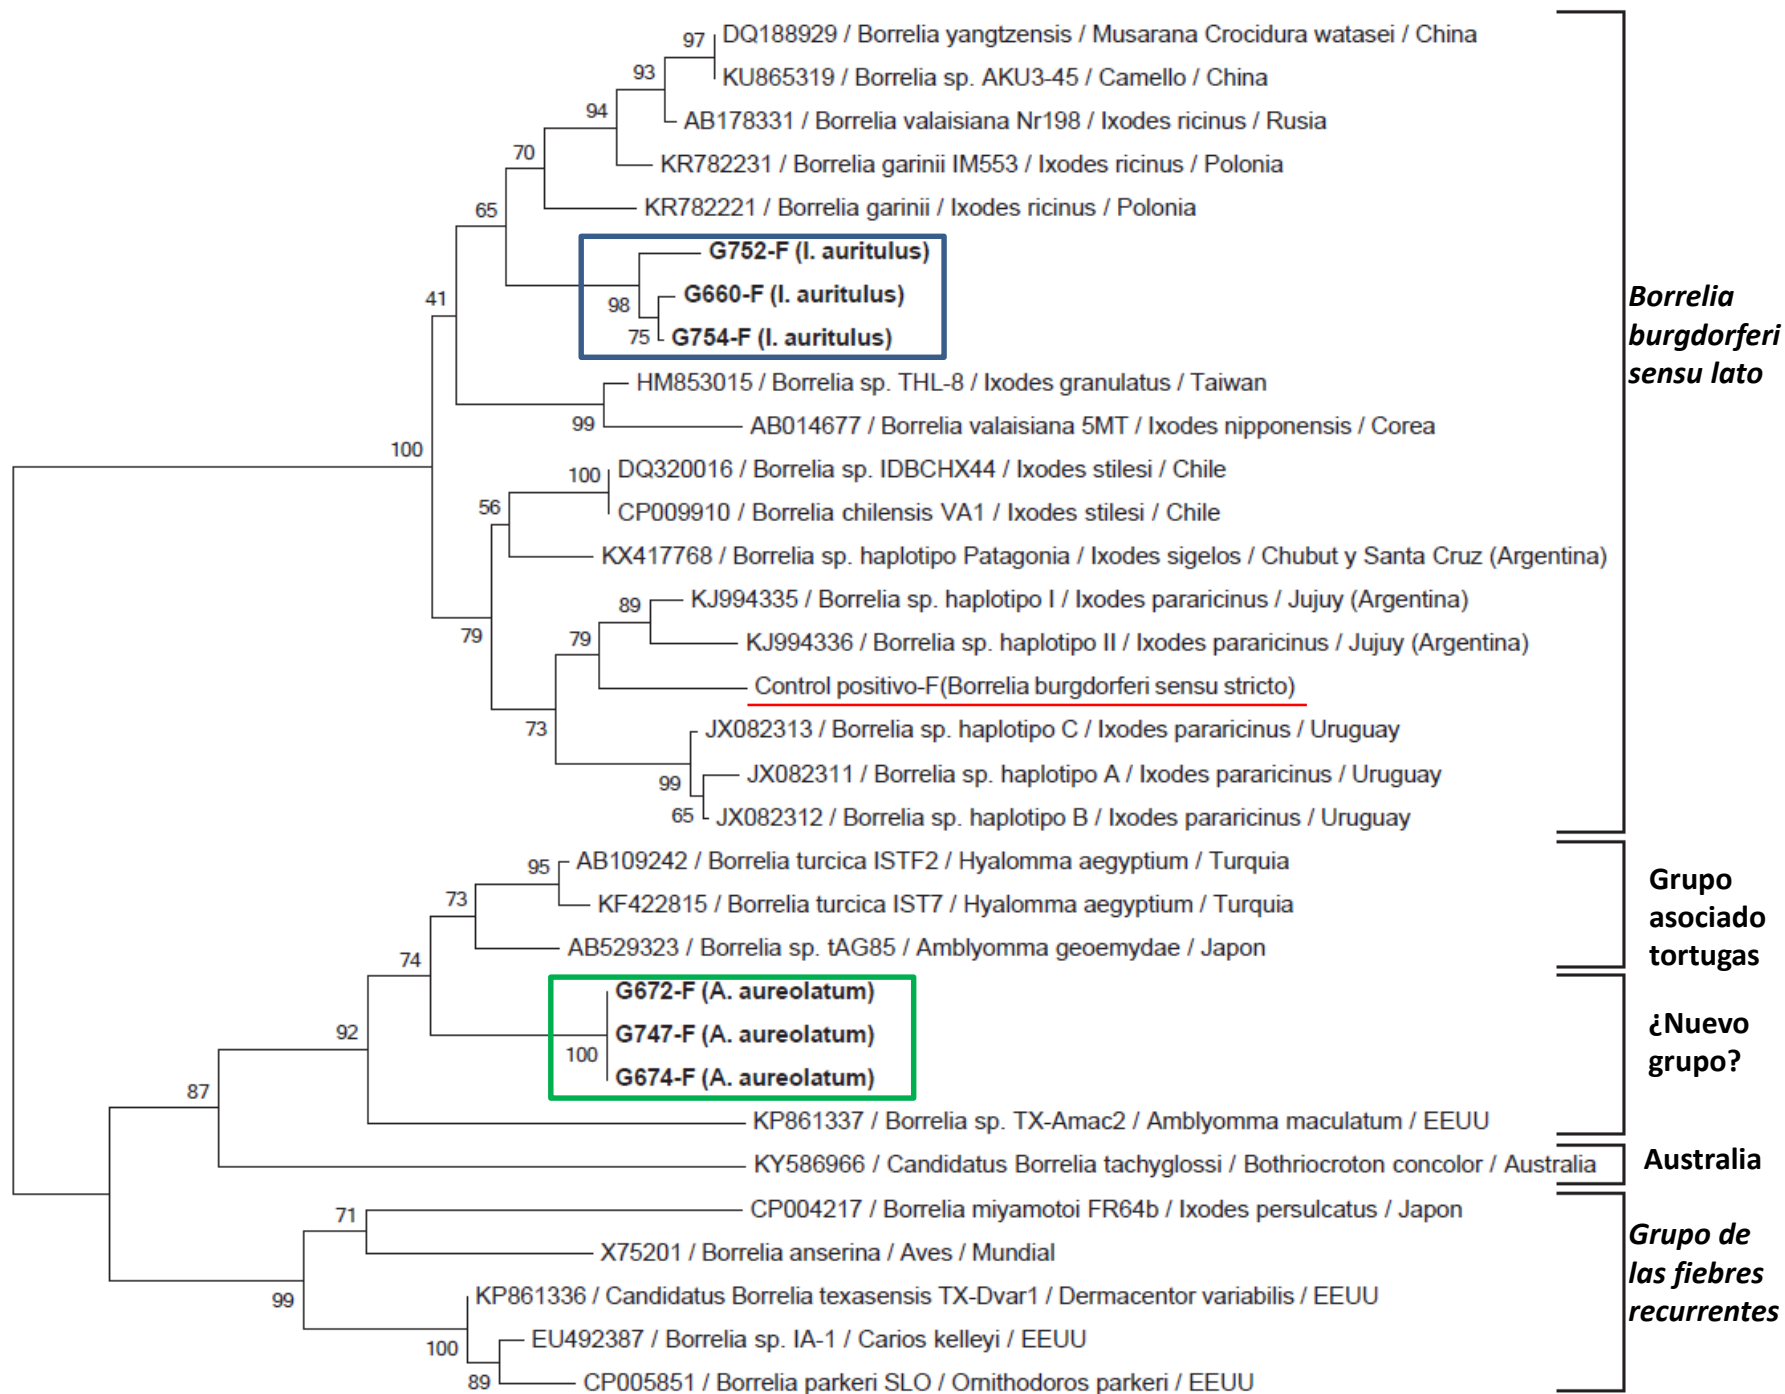 DQ188929 / Borrelia yangtzensis / Musarana Crocidura watasei / China
97
KU865319 / Borrelia sp. AKU3-45 / Camello / China
93
AB178331 / Borrelia valaisiana Nr198 / Ixodes ricinus / Rusia
94
KR782231 / Borrelia garinii IM553 / Ixodes ricinus / Polonia
70
KR782221 / Borrelia garinii / Ixodes ricinus / Polonia
65
G752-F (I. auritulus)
G660-F (I. auritulus)
98
G754-F (I. auritulus)
75
41
HM853015 / Borrelia sp. THL-8 / Ixodes granulatus / Taiwan
AB014677 / Borrelia valaisiana 5MT / Ixodes nipponensis / Corea
99
100
DQ320016 / Borrelia sp. IDBCHX44 / Ixodes stilesi / Chile
100
CP009910 / Borrelia chilensis VA1 / Ixodes stilesi / Chile
56
KX417768 / Borrelia sp. haplotipo Patagonia / Ixodes sigelos / Chubut y Santa Cruz (Argentina)
KJ994335 / Borrelia sp. haplotipo I / Ixodes pararicinus / Jujuy (Argentina)
89
79
KJ994336 / Borrelia sp. haplotipo II / Ixodes pararicinus / Jujuy (Argentina)
79
Control positivo-F(Borrelia burgdorferi sensu stricto)
73
JX082313 / Borrelia sp. haplotipo C / Ixodes pararicinus / Uruguay
JX082311 / Borrelia sp. haplotipo A / Ixodes pararicinus / Uruguay
99
JX082312 / Borrelia sp. haplotipo B / Ixodes pararicinus / Uruguay
65
Borrelia
burgdorferi
sensu lato
AB109242 / Borrelia turcica ISTF2 / Hyalomma aegyptium / Turquia
95
KF422815 / Borrelia turcica IST7 / Hyalomma aegyptium / Turquia
73
AB529323 / Borrelia sp. tAG85 / Amblyomma geoemydae / Japon
74
Grupo
asociado
tortugas
G672-F (A. aureolatum)
G747-F (A. aureolatum)
92
100
G674-F (A. aureolatum)
87
KP861337 / Borrelia sp. TX-Amac2 / Amblyomma maculatum / EEUU
¿Nuevo
grupo?
KY586966 / Candidatus Borrelia tachyglossi / Bothriocroton concolor / Australia
Australia
CP004217 / Borrelia miyamotoi FR64b / Ixodes persulcatus / Japon
71
X75201 / Borrelia anserina / Aves / Mundial
99
KP861336 / Candidatus Borrelia texasensis TX-Dvar1 / Dermacentor variabilis / EEUU
EU492387 / Borrelia sp. IA-1 / Carios kelleyi / EEUU
100
CP005851 / Borrelia parkeri SLO / Ornithodoros parkeri / EEUU
89
Grupo de
las fiebres
recurrentes